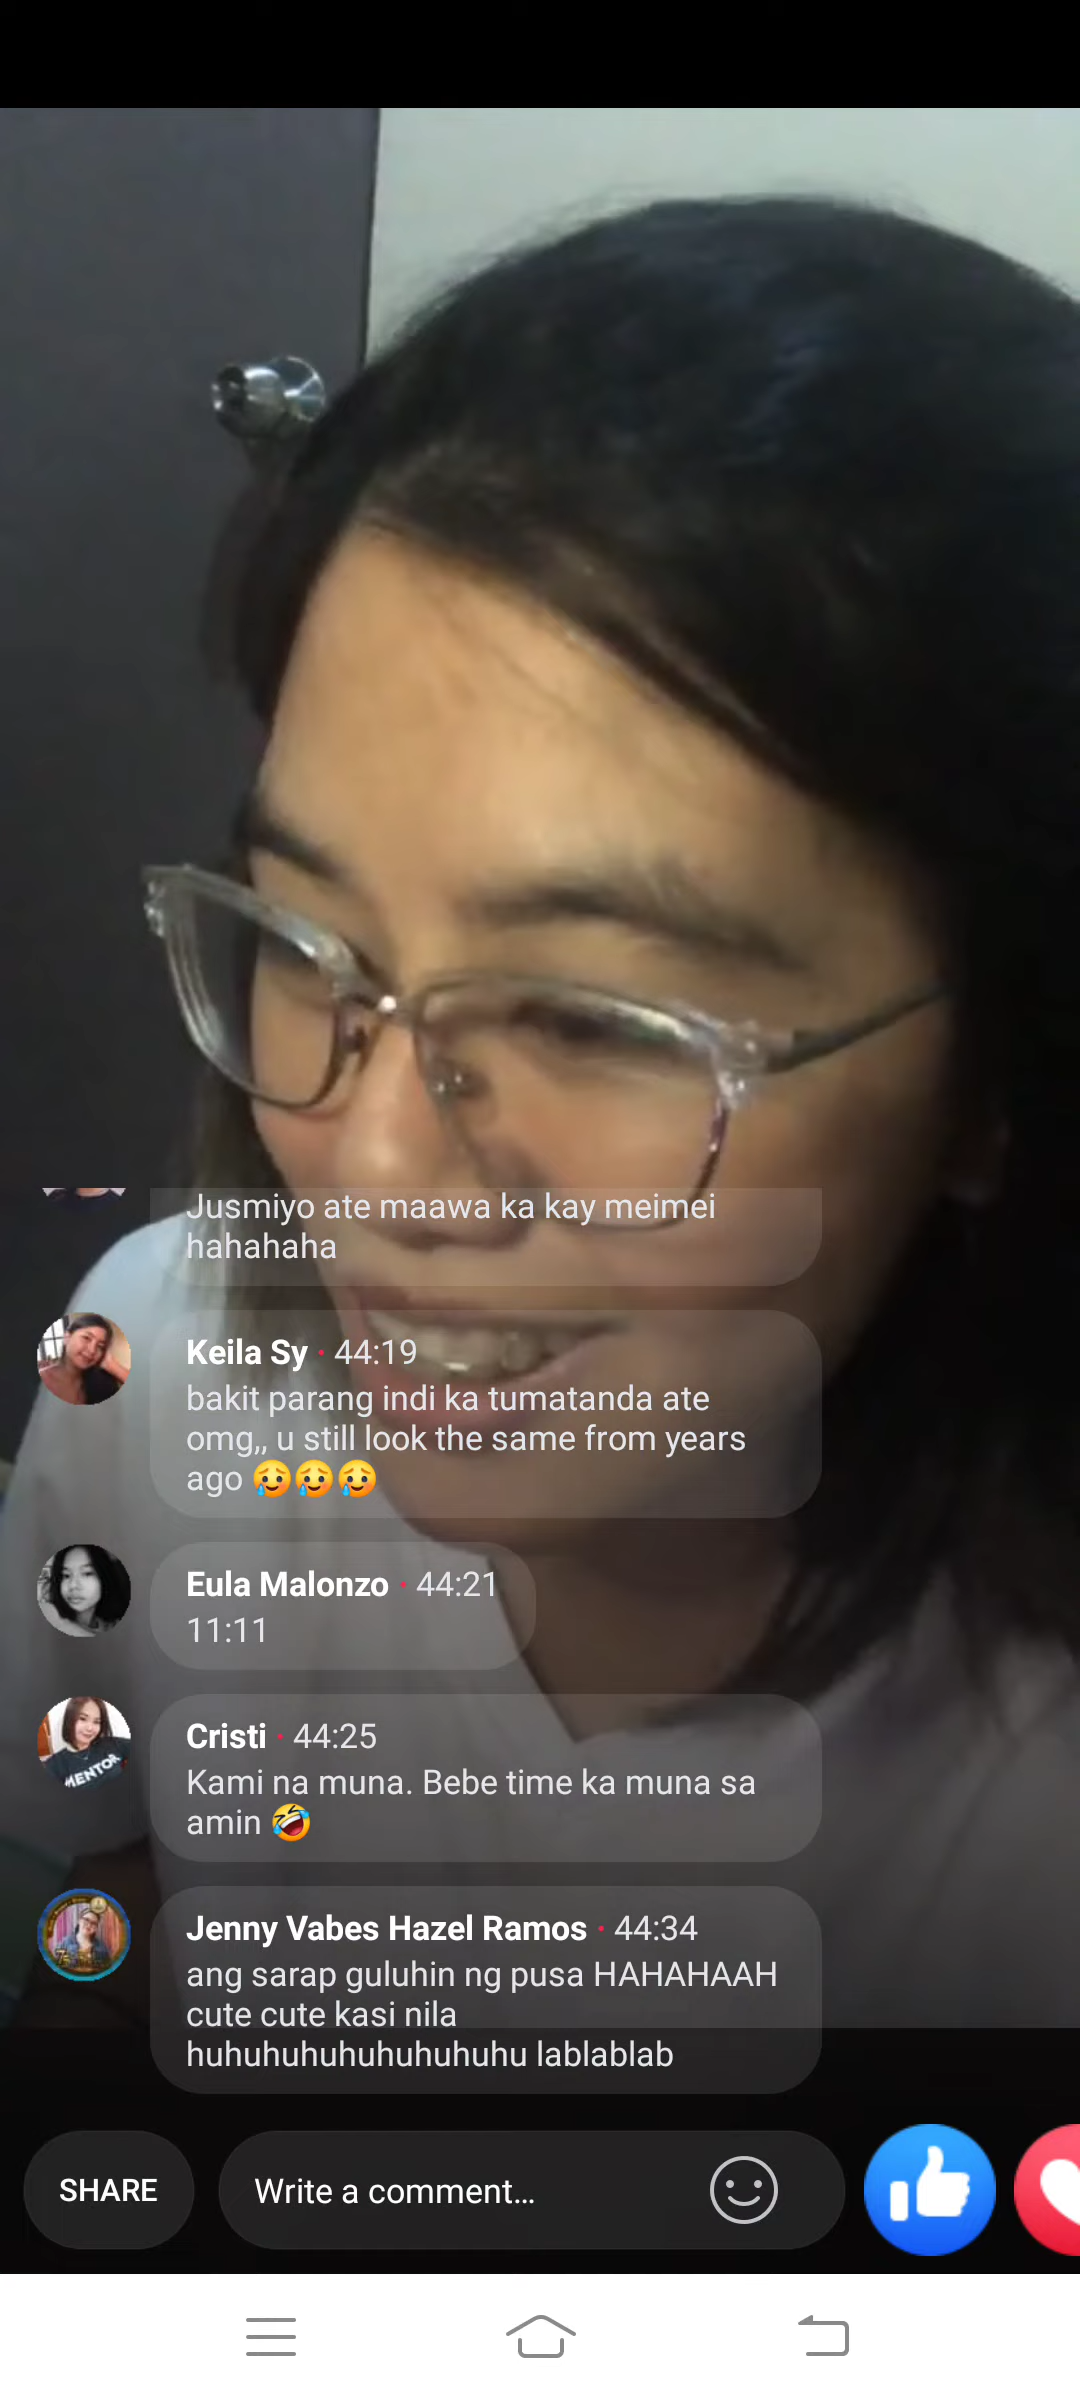 Jusmiyo ate maawa ka kay meimei
hahahaha
Keila Sy · 44:19
bakit parang indi ka tumatanda ate
omg,, u still look the same from years
ago 😥😥😥
Eula Malonzo · 44:21
11:11
Cristi · 44:25
Kami na muna. Bebe time ka muna sa
amin 🤣
MENTOR
Jenny Vabes Hazel Ramos · 44:34
ang sarap guluhin ng pusa HAHAHAAH
cute cute kasi nila
huhuhuhuhuhuhuhuhu lablablab
SHARE
Write a comment...